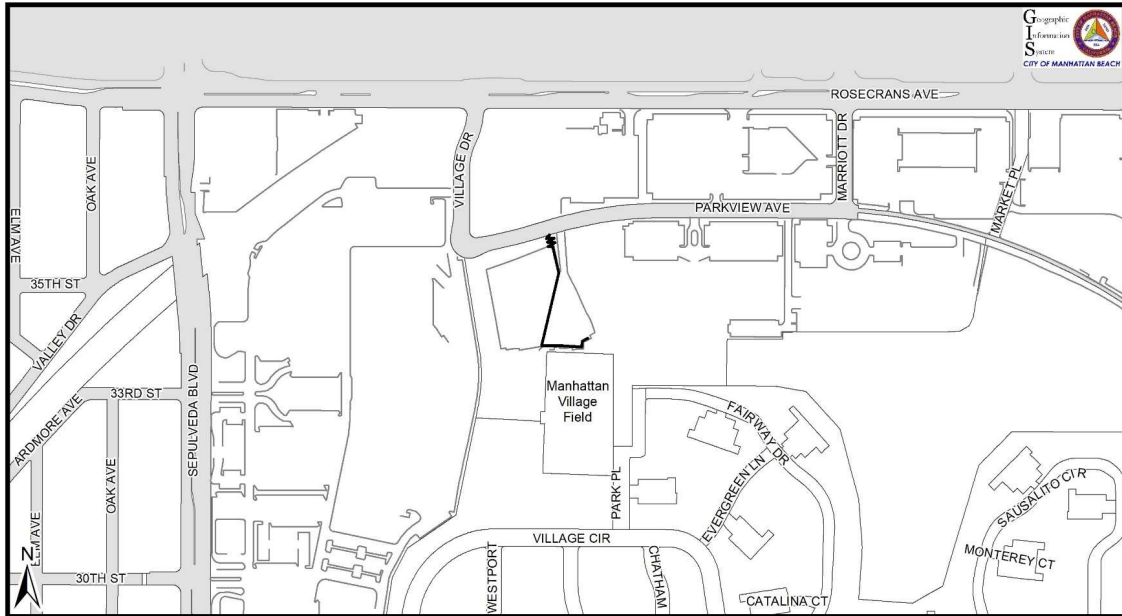 Geographic
Information
System
CITY OF MANHATTAN BEACH
ROSECRANS AVE
VILLAGE DR
MARRIOTT DR
MARKET PL
OAK AVE
ELM AVE
PARKVIEW AVE
35TH ST
VALLEY DR
SEPULVEDA BLVD
33RD ST
ARDMORE AVE
OAK AVE
ELM AVE
Manhattan
Village
Field
FAIRWAY DR
EVERGREEN LN
PARK PL
SAUSALITO CIR
VILLAGE CIR
MONTEREY CT
WESTPORT
CHATHAM
CATALINA CT
30TH ST
N